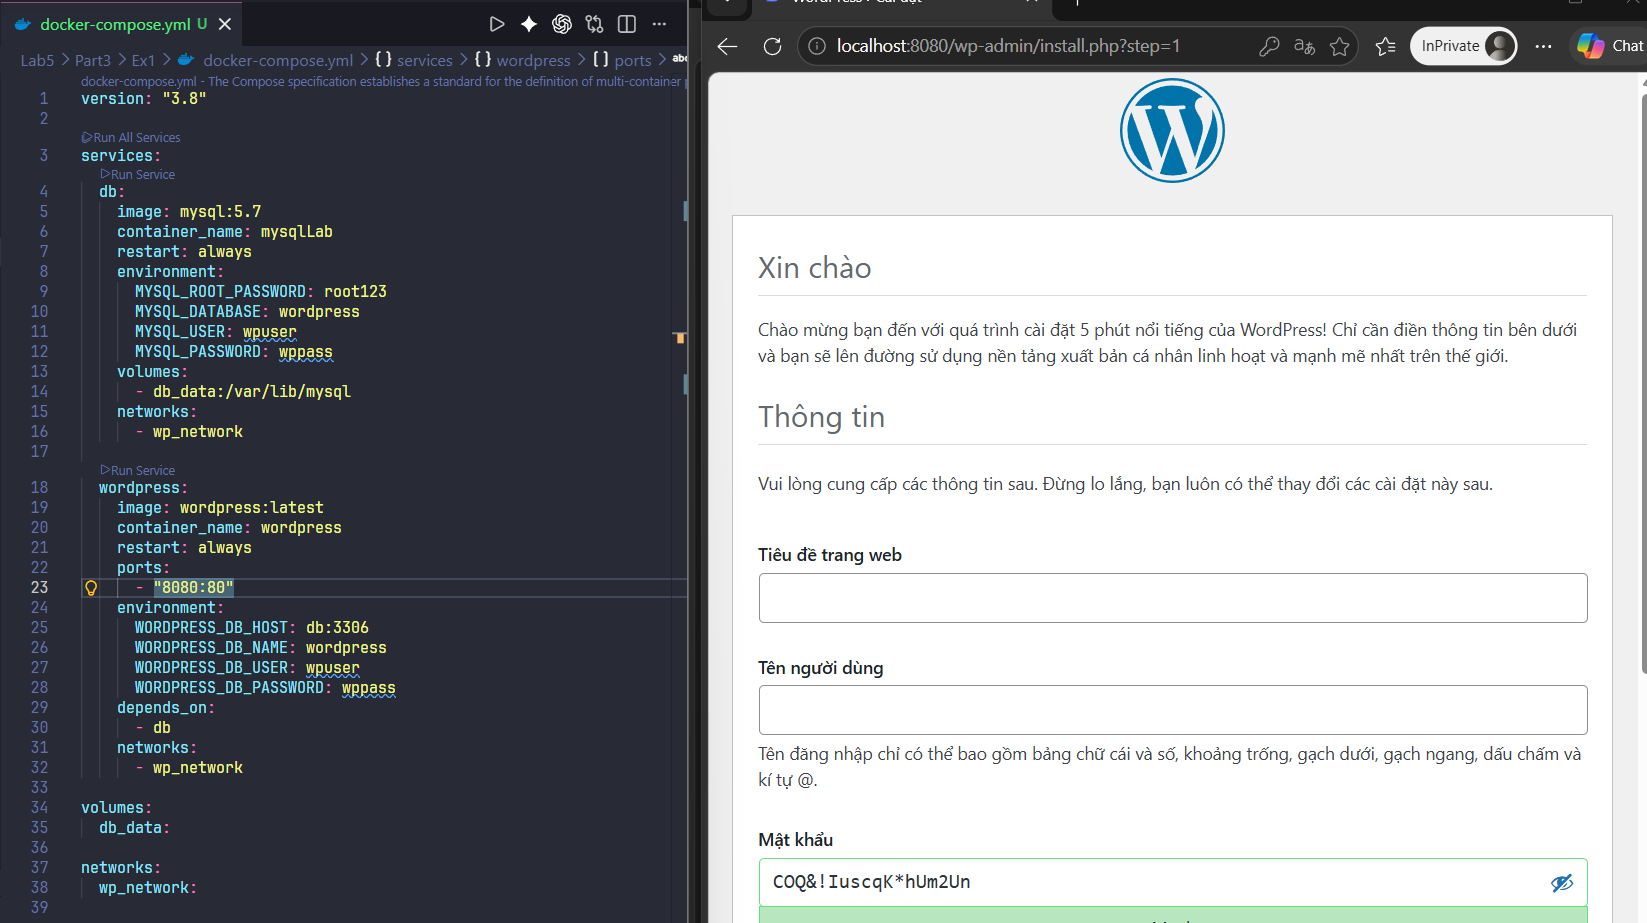 docker-compose.yml U
Lab5 > Part3 > Ex1 > docker-compose.yml > {} services > {} wordpress > [ ] ports > abc
docker-compose.yml - The Compose specification establishes a standard for the definition of multi-container
1 version: "3.8"
2
Run All Services
3 services:
Run Service
4 db:
5 image: mysql:5.7
6 container_name: mysqlLab
7 restart: always
8 environment:
9 MYSQL_ROOT_PASSWORD: root123
10 MYSQL_DATABASE: wordpress
11 MYSQL_USER: wpuser
12 MYSQL_PASSWORD: wppass
13 volumes:
14 - db_data:/var/lib/mysql
15 networks:
16 - wp_network
17
Run Service
18 wordpress:
19 image: wordpress:latest
20 container_name: wordpress
21 restart: always
22 ports:
23 - "8080:80"
24 environment:
25 WORDPRESS_DB_HOST: db:3306
26 WORDPRESS_DB_NAME: wordpress
27 WORDPRESS_DB_USER: wpuser
28 WORDPRESS_DB_PASSWORD: wppass
29 depends_on:
30 - db
31 networks:
32 - wp_network
33
34 volumes:
35 db_data:
36
37 networks:
38 wp_network:
39
localhost:8080/wp-admin/install.php?step=1
InPrivate
Chat
Xin chào
Chào mừng bạn đến với quá trình cài đặt 5 phút nổi tiếng của WordPress! Chỉ cần điền thông tin bên dưới
và bạn sẽ lên đường sử dụng nền tảng xuất bản cá nhân linh hoạt và mạnh mẽ nhất trên thế giới.
Thông tin
Vui lòng cung cấp các thông tin sau. Đừng lo lắng, bạn luôn có thể thay đổi các cài đặt này sau.
Tiêu đề trang web
Tên người dùng
Tên đăng nhập chỉ có thể bao gồm bảng chữ cái và số, khoảng trống, gạch dưới, gạch ngang, dấu chấm và
kí tự @.
Mật khẩu
COQ&!IuscqK*hUm2Un